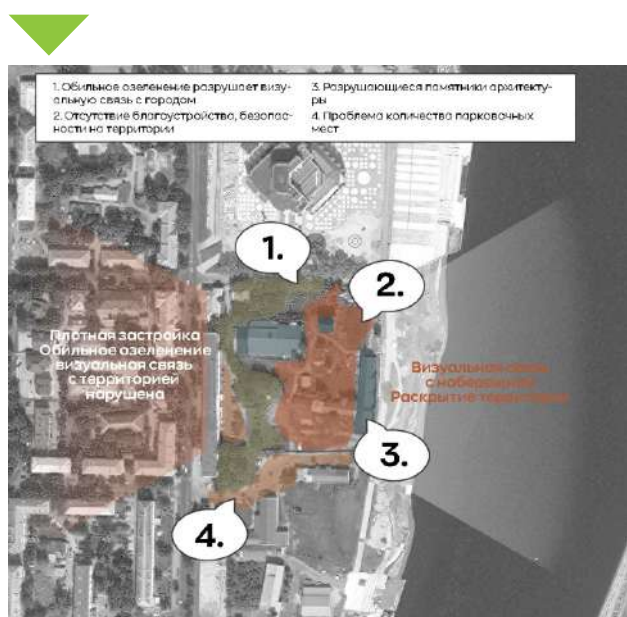 1. Обильное озеленение разрушает визу-
альную связь с городом
2. Отсутствие благоустройства, безопас-
ности на территории
3. Разрушающиеся памятники архитекту-
ры
4. Проблема количества парковочных
мест
1.
2.
Плотная застройка
Обильное озеленение
визуальная связь
с территорией
нарушена
Визуальная связь
с набережной
Раскрытие территории
3.
4.